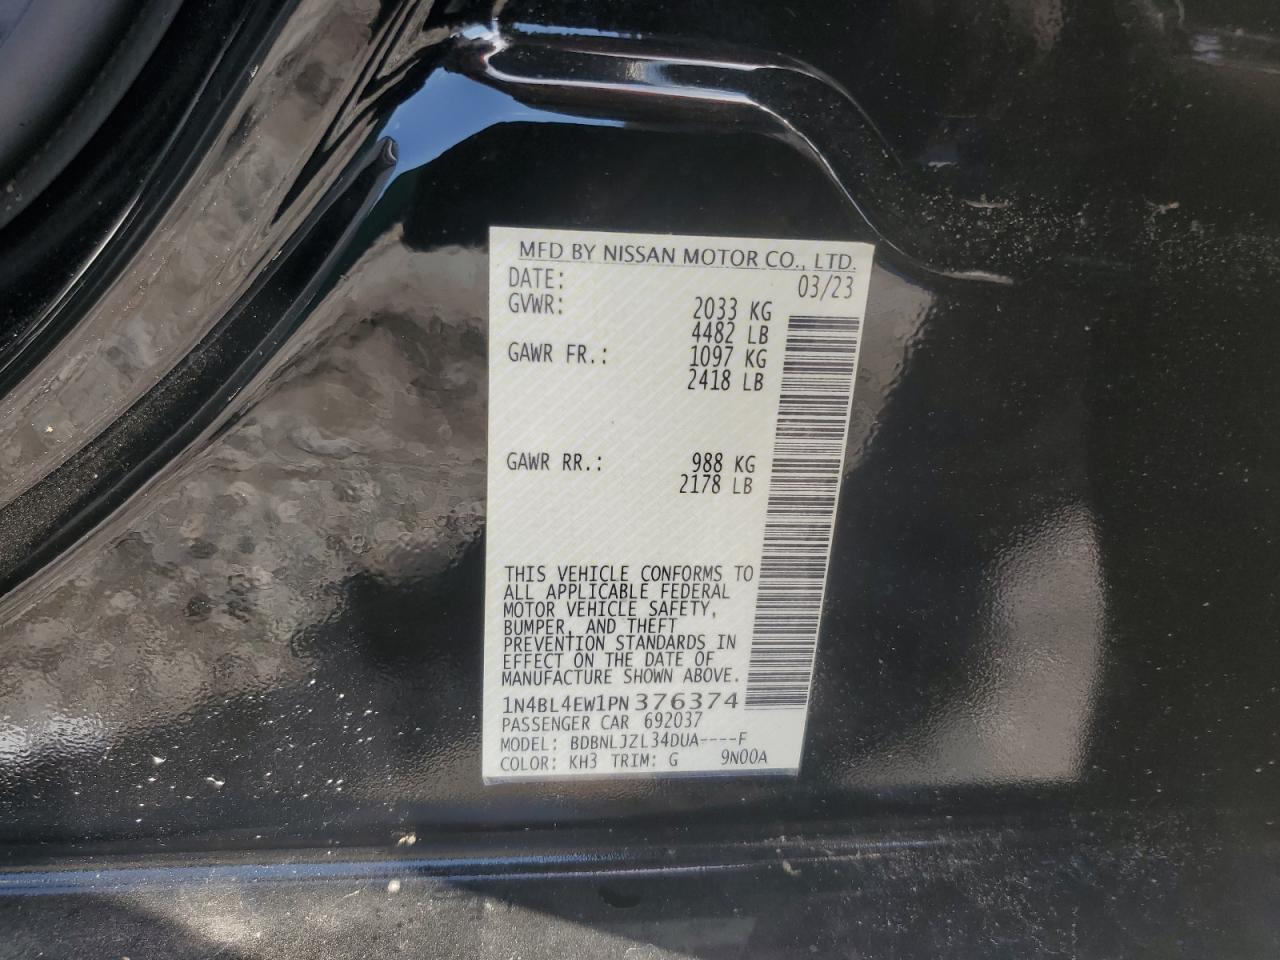 MFD BY NISSAN MOTOR CO., LTD.
DATE: 03/23
GVWR: 2033 KG
4482 LB
GAWR FR.: 1097 KG
2418 LB
GAWR RR.: 988 KG
2178 LB
THIS VEHICLE CONFORMS TO
ALL APPLICABLE FEDERAL
MOTOR VEHICLE SAFETY,
BUMPER, AND THEFT
PREVENTION STANDARDS IN
EFFECT ON THE DATE OF
MANUFACTURE SHOWN ABOVE.
1N4BL4EW1PN376374
PASSENGER CAR 692037
MODEL: BDBNLJZL34DUA----F
COLOR: KH3 TRIM: G 9N00A